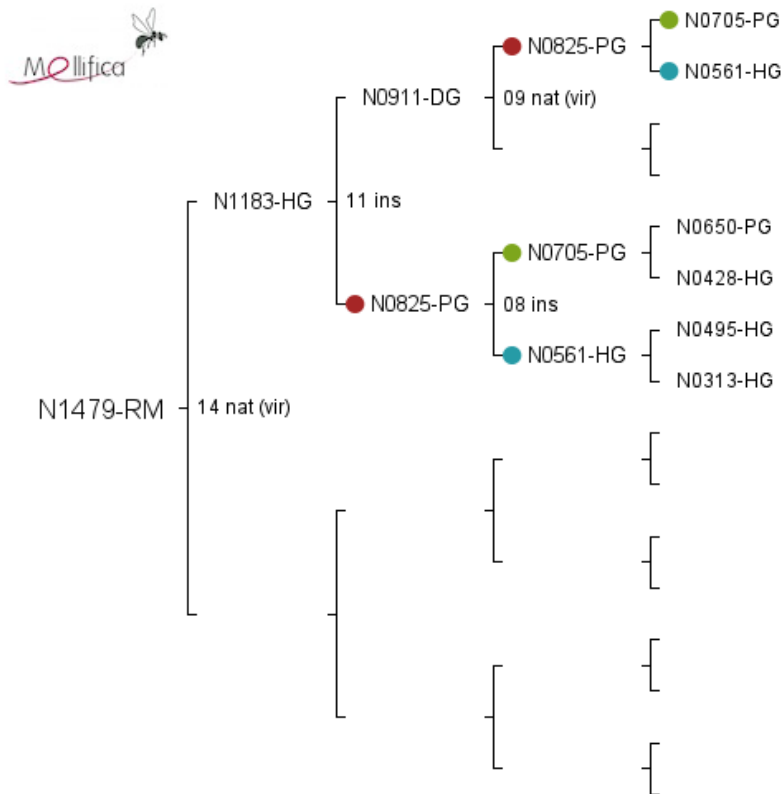 Mellifica
N0705-PG
N0825-PG
N0561-HG
N0911-DG
09 nat (vir)
N1183-HG
11 ins
N0650-PG
N0705-PG
N0428-HG
N0825-PG
08 ins
N0495-HG
N0561-HG
N0313-HG
N1479-RM
14 nat (vir)